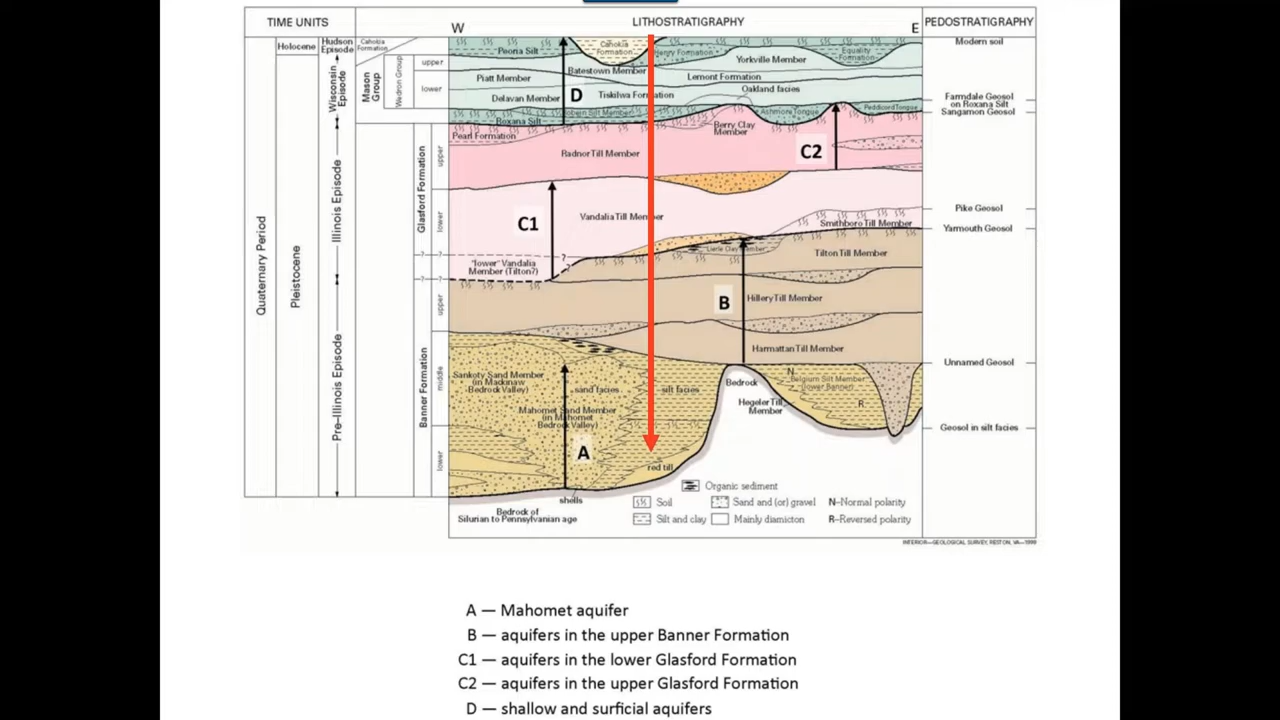 TIME UNITS
LITHOSTRATIGRAPHY
PEDOSTRATIGRAPHY
W
E
Holocene
Hudson
Episode
Cahokia
Formation
Peoria Silt
Cahokia
Formation
Henry Formation
Equality
Formation
Modern soil
Yorkville Member
Batestown Member
Piatt Member
Lemont Formation
upper
lower
Wisconsin
Episode
Mason
Group
Wedron Group
Delavan Member
D
Tiskilwa Formation
Oakland facies
Robein Silt Member
Roxana Silt
Ashmore Tongue
Peddicord Tongue
Farmdale Geosol
on Roxana Silt
Sangamon Geosol
Pearl Formation
Berry Clay
Member
Radnor Till Member
C2
upper
Glasford Formation
Illinois Episode
lower
C1
Vandalia Till Member
Smithboro Till Member
Pike Geosol
Yarmouth Geosol
Lierle Clay Member
"lower" Vandalia
Member (Tilton?)
?
?
Tilton Till Member
Quaternary Period
Pleistocene
upper
B
Hillery Till Member
Harmattan Till Member
Unnamed Geosol
Pre–Illinois Episode
Banner Formation
middle
lower
Sankoty Sand Member
(in Mackinaw
Bedrock Valley)
sand facies
silt facies
Mahomet Sand Member
(in Mahomet
Bedrock Valley)
Bedrock
Hegeler Till
Member
N
Belgium Silt Member
(lower Banner)
R
Geosol in silt facies
A
red till
shells
Bedrock of
Silurian to Pennsylvanian age
Organic sediment
Soil
Sand and (or) gravel
N–Normal polarity
Silt and clay
Mainly diamicton
R–Reversed polarity
INTERIOR—GEOLOGICAL SURVEY, RESTON, VA—1999
A — Mahomet aquifer
B — aquifers in the upper Banner Formation
C1 — aquifers in the lower Glasford Formation
C2 — aquifers in the upper Glasford Formation
D — shallow and surficial aquifers